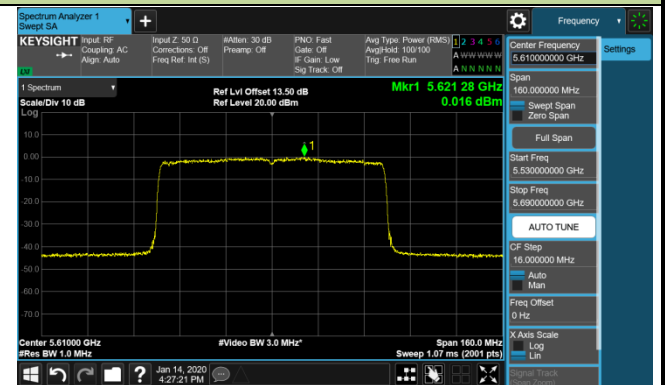 Spectrum Analyzer 1
Swept SA
+
Frequency
KEYSIGHT
Input: RF
Coupling: AC
Align: Auto
Input Z: 50 Ω
Corrections: Off
Freq Ref: Int (S)
#Atten: 30 dB
Preamp: Off
PNO: Fast
Gate: Off
IF Gain: Low
Sig Track: Off
Avg Type: Power (RMS)
Avg|Hold: 100/100
Trig: Free Run
1 2 3 4 5 6
A W W W W W
A N N N N N
1 Spectrum
Scale/Div 10 dB
Log
Ref Lvl Offset 13.50 dB
Ref Level 20.00 dBm
Mkr1 5.621 28 GHz
0.016 dBm
1
10.0
0.00
-10.0
-20.0
-30.0
-40.0
-50.0
-60.0
-70.0
Center 5.61000 GHz
#Res BW 1.0 MHz
#Video BW 3.0 MHz*
Span 160.0 MHz
Sweep 1.07 ms (2001 pts)
Center Frequency
5.610000000 GHz
Settings
Span
160.000000 MHz
Swept Span
Zero Span
Full Span
Start Freq
5.530000000 GHz
Stop Freq
5.690000000 GHz
AUTO TUNE
CF Step
16.000000 MHz
Auto
Man
Freq Offset
0 Hz
X Axis Scale
Log
Lin
Signal Track
(Span Zoom)
?
Jan 14, 2020
4:27:21 PM